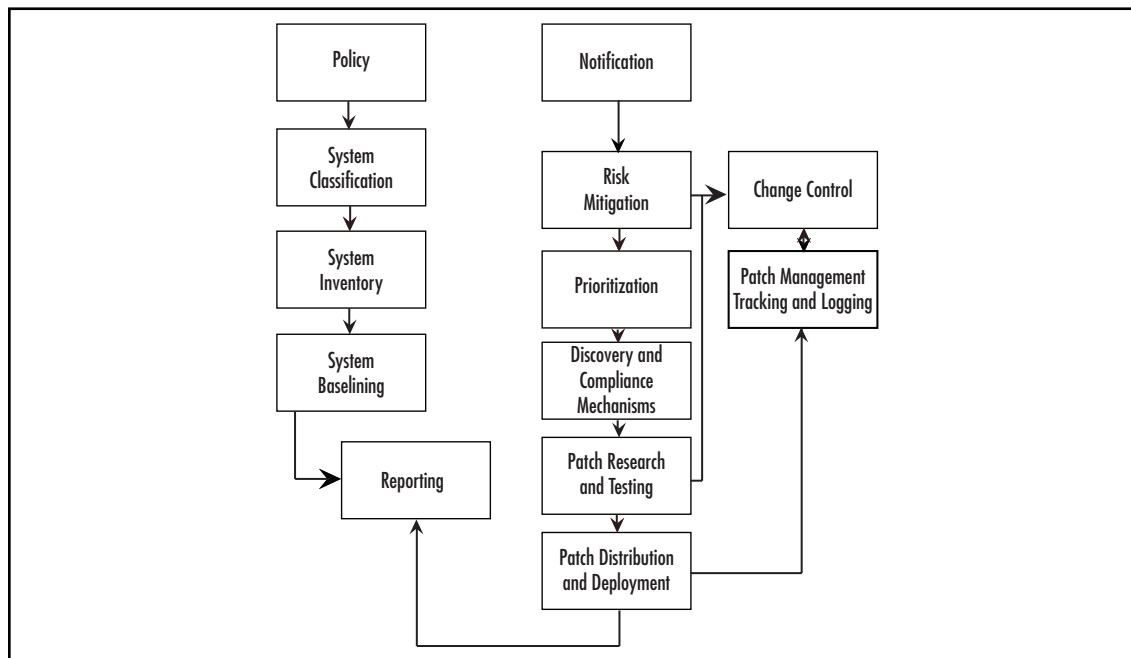 Policy
System
Classification
System
Inventory
System
Baselining
Reporting
Notification
Risk
Mitigation
Prioritization
Discovery and
Compliance
Mechanisms
Patch Research
and Testing
Patch Distribution
and Deployment
Change Control
Patch Management
Tracking and Logging